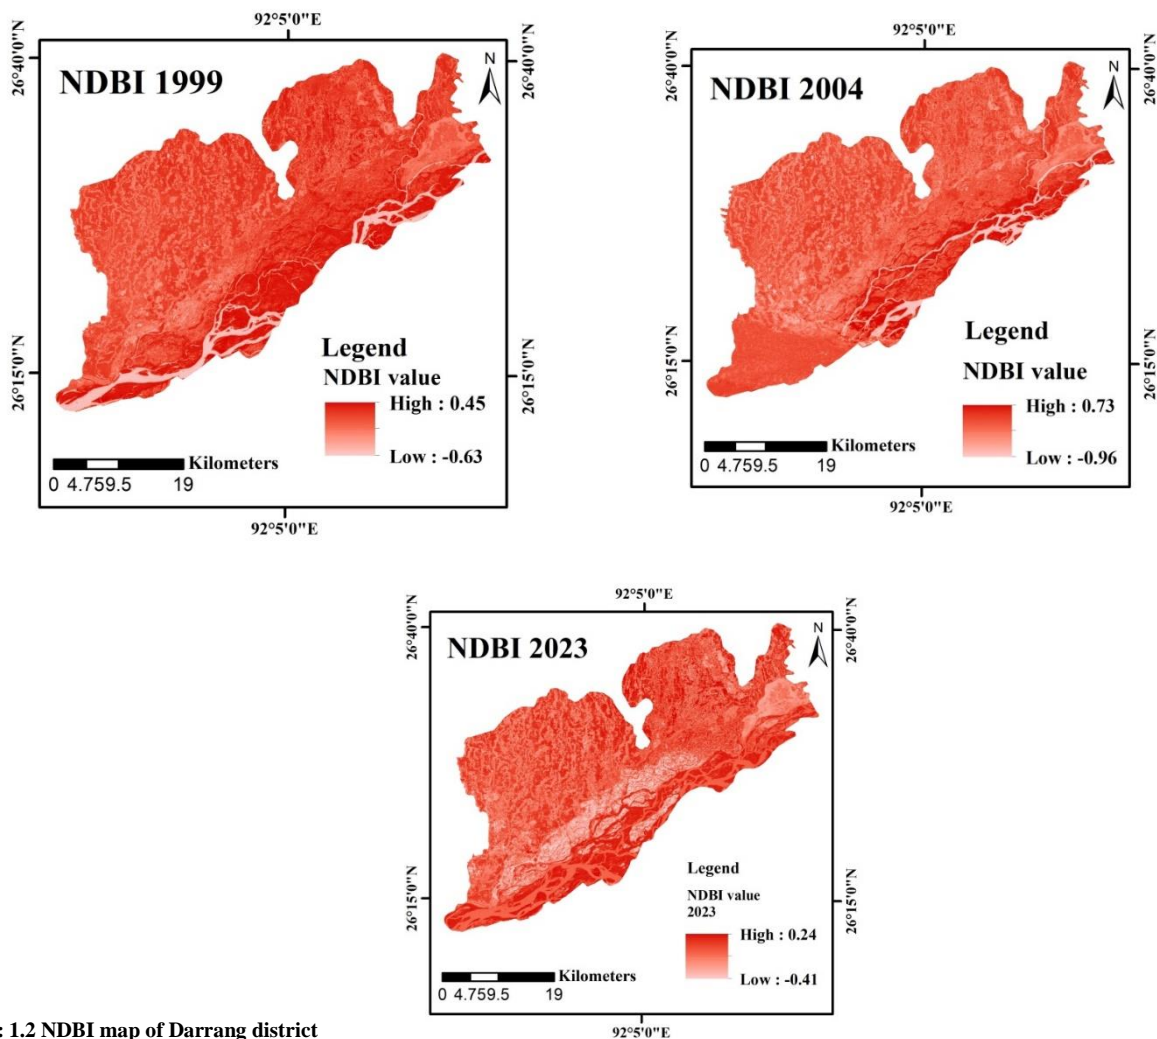 92°5'0"E
26°40'0"N
NDBI 1999
N
26°40'0"N
26°15'0"N
Legend
NDBI value
High : 0.45
Low : -0.63
26°15'0"N
Kilometers
0 4.759.5 19
92°5'0"E
92°5'0"E
26°40'0"N
NDBI 2004
N
26°40'0"N
26°15'0"N
Legend
NDBI value
High : 0.73
Low : -0.96
26°15'0"N
Kilometers
0 4.759.5 19
92°5'0"E
92°5'0"E
26°40'0"N
NDBI 2023
N
26°40'0"N
26°15'0"N
Legend
NDBI value
2023
High : 0.24
Low : -0.41
26°15'0"N
Kilometers
0 4.759.5 19
92°5'0"E
: 1.2 NDBI map of Darrang district